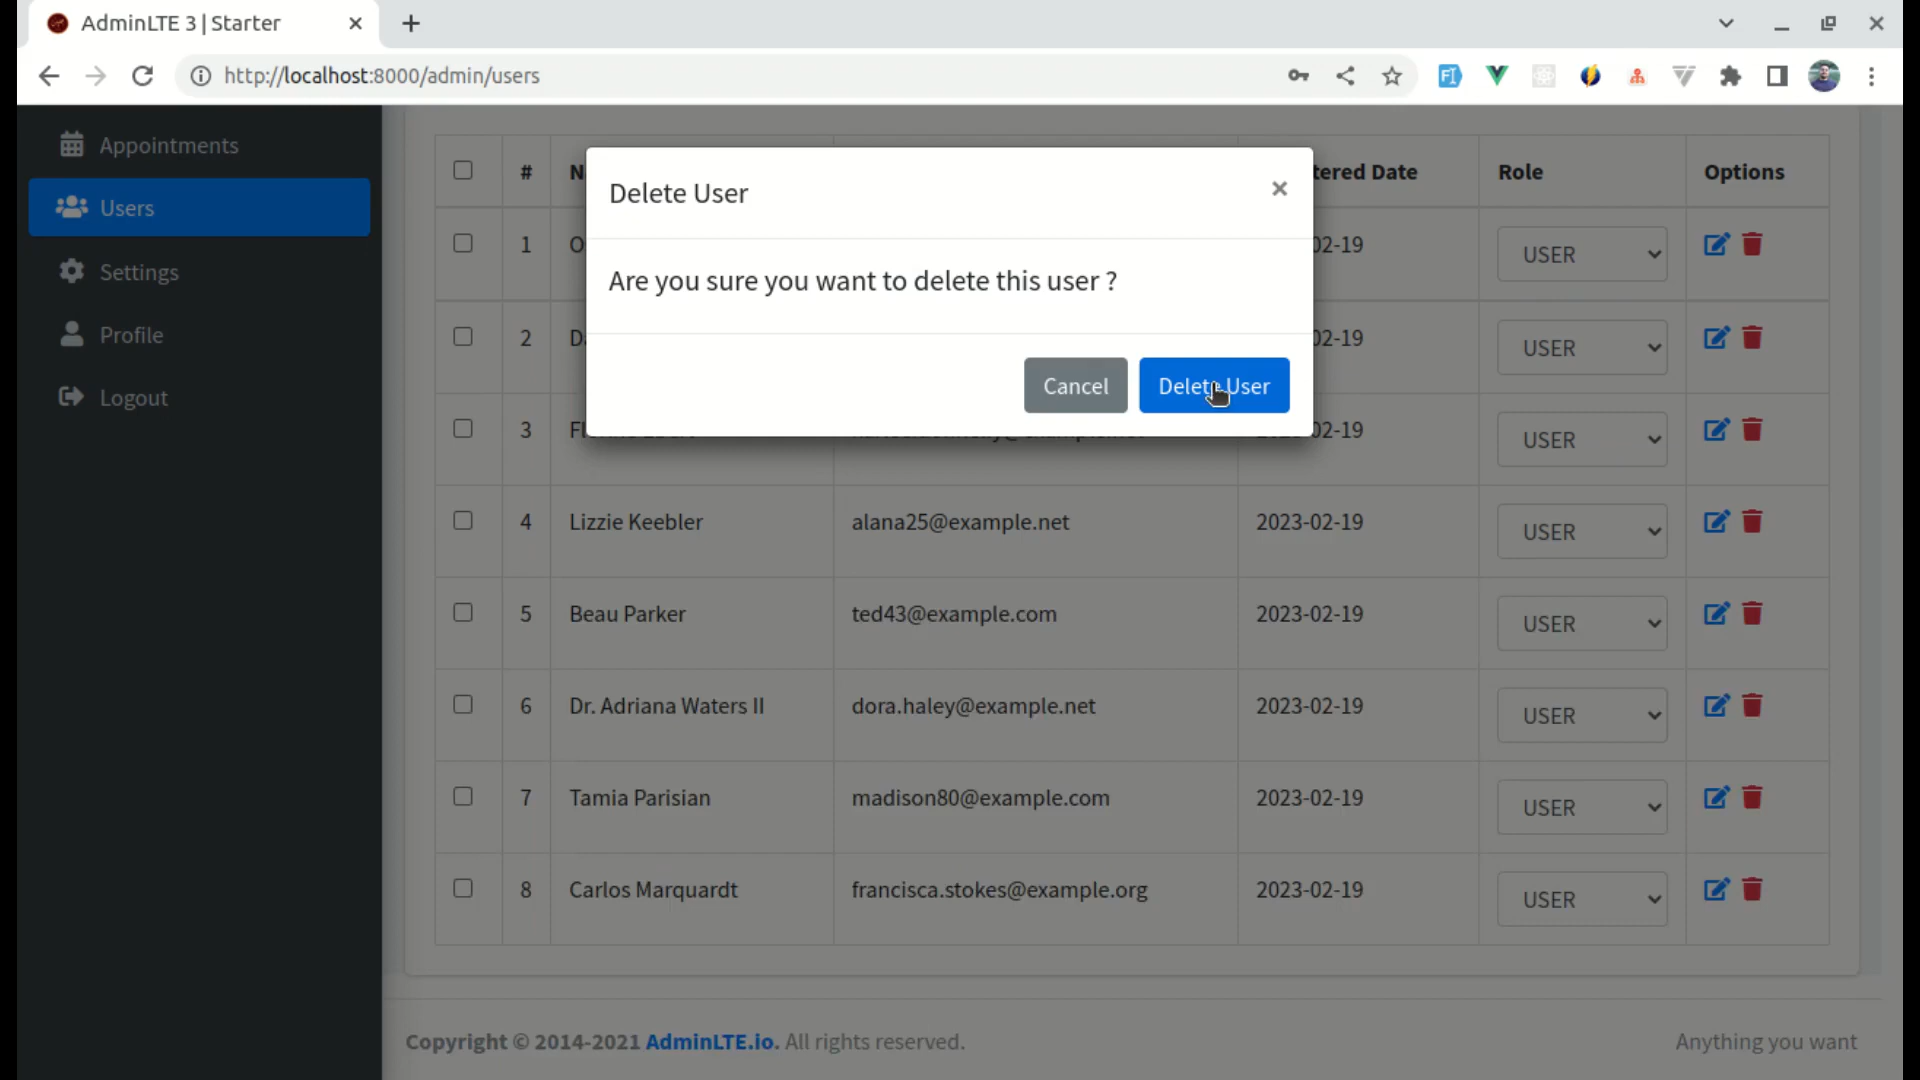 AdminLTE 3 | Starter
http://localhost:8000/admin/users
Appointments
Users
Settings
Profile
Logout
Delete User
×
Are you sure you want to delete this user ?
Cancel
Delete User
# Role Options
1 02-19 USER
2 02-19 USER
3 02-19 USER
4 Lizzie Keebler alana25@example.net 2023-02-19 USER
5 Beau Parker ted43@example.com 2023-02-19 USER
6 Dr. Adriana Waters II dora.haley@example.net 2023-02-19 USER
7 Tamia Parisian madison80@example.com 2023-02-19 USER
8 Carlos Marquardt francisca.stokes@example.org 2023-02-19 USER
Copyright © 2014-2021 AdminLTE.io. All rights reserved.
Anything you want